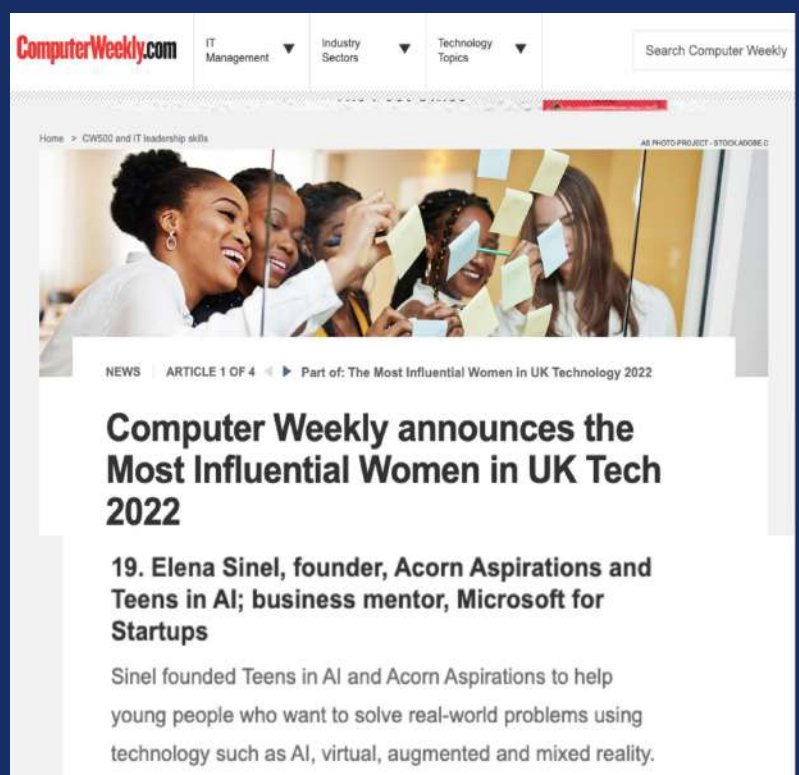 ComputerWeekly.com
IT
Management
Industry
Sectors
Technology
Topics
Search Computer Weekly
Home > CW500 and IT leadership skills
NEWS
ARTICLE 1 OF 4
Part of: The Most Influential Women in UK Technology 2022
Computer Weekly announces the
Most Influential Women in UK Tech
2022
19. Elena Sinel, founder, Acorn Aspirations and
Teens in AI; business mentor, Microsoft for
Startups
Sinel founded Teens in AI and Acorn Aspirations to help
young people who want to solve real-world problems using
technology such as AI, virtual, augmented and mixed reality.